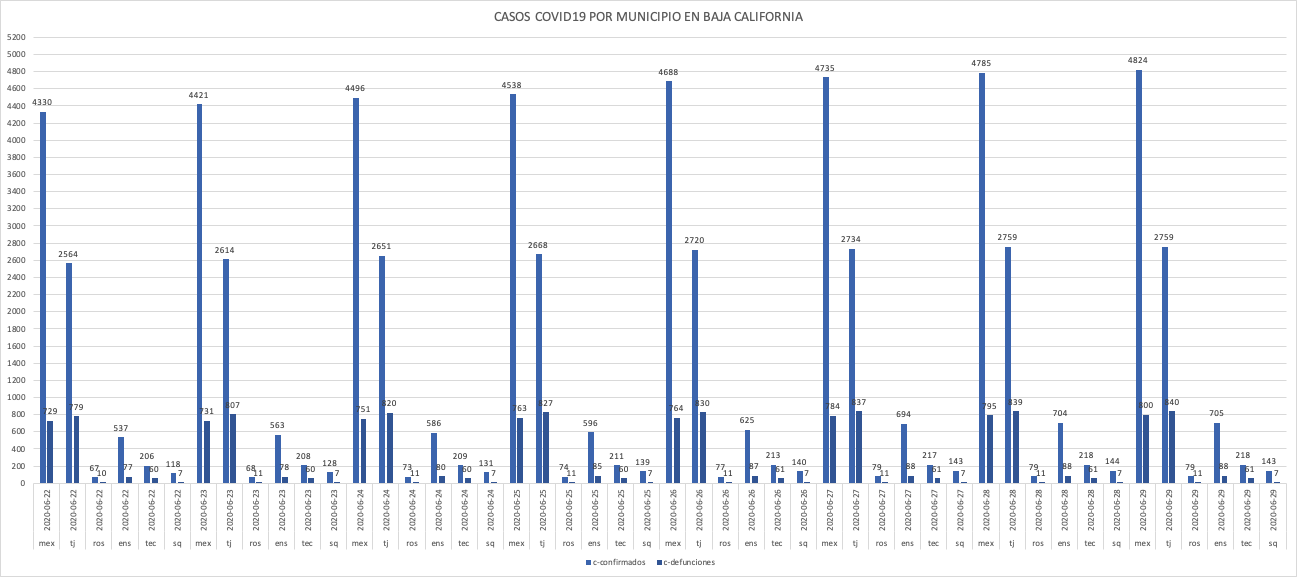 CASOS COVID19 POR MUNICIPIO EN BAJA CALIFORNIA
5200
5000
4800
4600
4400
4200
4000
3800
3600
3400
3200
3000
2800
2600
2400
2200
2000
1800
1600
1400
1200
1000
800
600
400
200
0
4330 729 2564 779 67 10 537 77 206 60 118 7
4421 731 2614 807 68 11 563 78 208 60 128 7
4496 751 2651 820 73 11 586 80 209 60 131 7
4538 763 2668 827 74 11 596 85 211 60 139 7
4688 764 2720 830 77 11 625 87 213 61 140 7
4735 784 2734 837 79 11 694 88 217 61 143 7
4785 795 2759 839 79 11 704 88 218 61 144 7
4824 800 2759 840 79 11 705 88 218 61 143 7
2020-06-22 2020-06-22 2020-06-22 2020-06-22 2020-06-22 2020-06-22 2020-06-23 2020-06-23 2020-06-23 2020-06-23 2020-06-23 2020-06-23 2020-06-24 2020-06-24 2020-06-24 2020-06-24 2020-06-24 2020-06-24 2020-06-25 2020-06-25 2020-06-25 2020-06-25 2020-06-25 2020-06-25 2020-06-26 2020-06-26 2020-06-26 2020-06-26 2020-06-26 2020-06-26 2020-06-27 2020-06-27 2020-06-27 2020-06-27 2020-06-27 2020-06-27 2020-06-28 2020-06-28 2020-06-28 2020-06-28 2020-06-28 2020-06-28 2020-06-29 2020-06-29 2020-06-29 2020-06-29 2020-06-29 2020-06-29
mex tj ros ens tec sq mex tj ros ens tec sq mex tj ros ens tec sq mex tj ros ens tec sq mex tj ros ens tec sq mex tj ros ens tec sq mex tj ros ens tec sq mex tj ros ens tec sq
c-confirmados c-defunciones